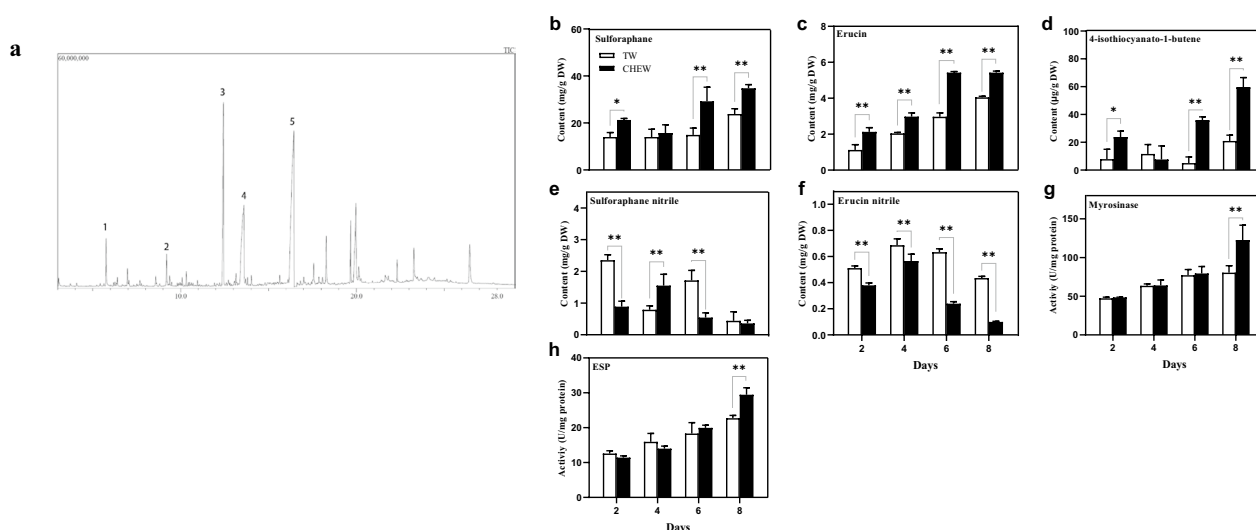 a
TIC
60,000,000
1
2
3
4
5
10.0
20.0
28.0
b
Sulforaphane
Content (mg/g DW)
60
40
20
0
TW
CHEW
*
**
**
c
Erucin
Content (mg/g DW)
8
6
4
2
0
**
**
**
**
d
4-isothiocyanato-1-butene
Content (μg/g DW)
100
80
60
40
20
0
*
**
**
e
Sulforaphane nitrile
Content (mg/g DW)
4
3
2
1
0
**
**
**
f
Erucin nitrile
Content (mg/g DW)
1.0
0.8
0.6
0.4
0.2
0.0
**
**
**
**
2 4 6 8
Days
g
Myrosinase
Activiy (U/mg protein)
150
100
50
0
**
2 4 6 8
Days
h
ESP
Activiy (U/mg protein)
40
30
20
10
0
**
2 4 6 8
Days